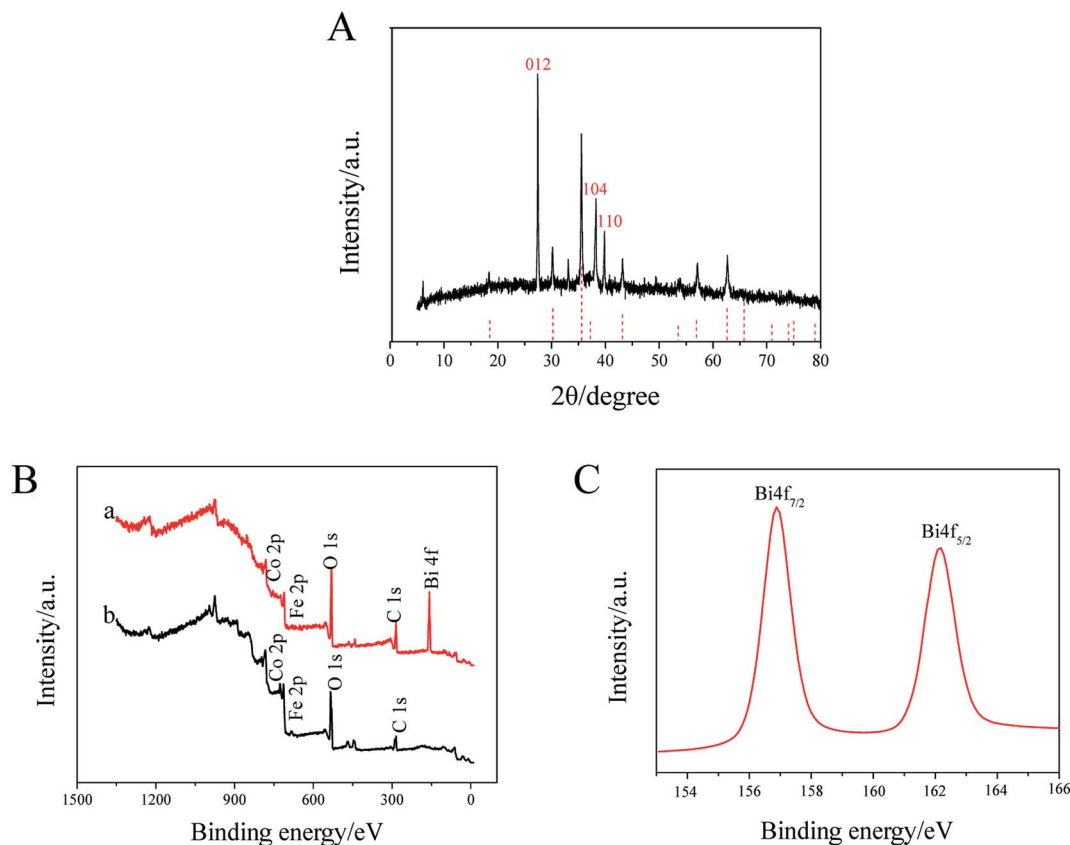 A
Intensity/a.u.
012
104
110
0 10 20 30 40 50 60 70 80
2θ/degree
B
Intensity/a.u.
a
Co 2p
Fe 2p
O 1s
C 1s
Bi 4f
b
Co 2p
Fe 2p
O 1s
C 1s
1500 1200 900 600 300 0
Binding energy/eV
C
Intensity/a.u.
Bi4f7/2
Bi4f5/2
154 156 158 160 162 164 166
Binding energy/eV